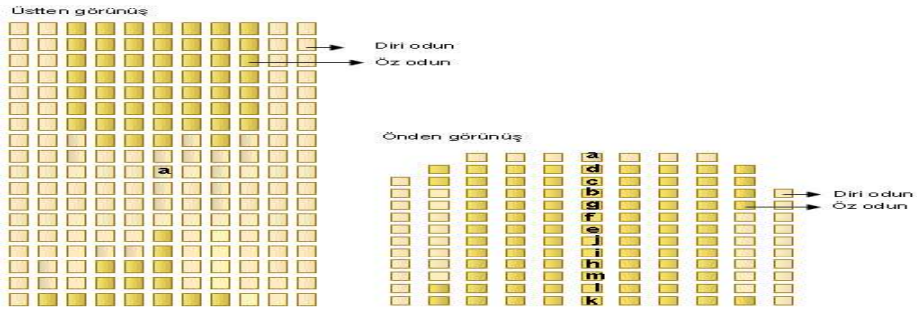 Üstten görünüş
Diri odun
Öz odun
a
Önden görünüş
a
d
c
b
Diri odun
g
Öz odun
f
e
j
i
h
m
l
k